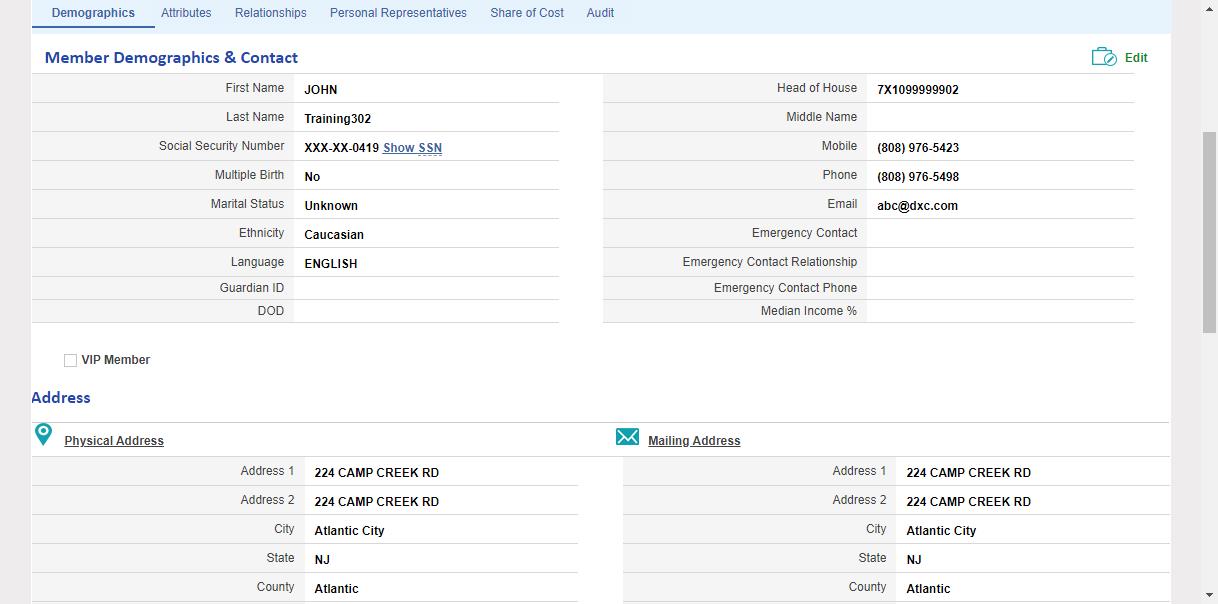 Demographics Attributes Relationships Personal Representatives Share of Cost Audit
Member Demographics & Contact Edit
First Name JOHN Head of House 7X1099999902
Last Name Training302 Middle Name
Social Security Number XXX-XX-0419 Show SSN Mobile (808) 976-5423
Multiple Birth No Phone (808) 976-5498
Marital Status Unknown Email abc@dxc.com
Ethnicity Caucasian Emergency Contact
Language ENGLISH Emergency Contact Relationship
Guardian ID Emergency Contact Phone
DOD Median Income %
VIP Member
Address
Physical Address Mailing Address
Address 1 224 CAMP CREEK RD Address 1 224 CAMP CREEK RD
Address 2 224 CAMP CREEK RD Address 2 224 CAMP CREEK RD
City Atlantic City City Atlantic City
State NJ State NJ
County Atlantic County Atlantic